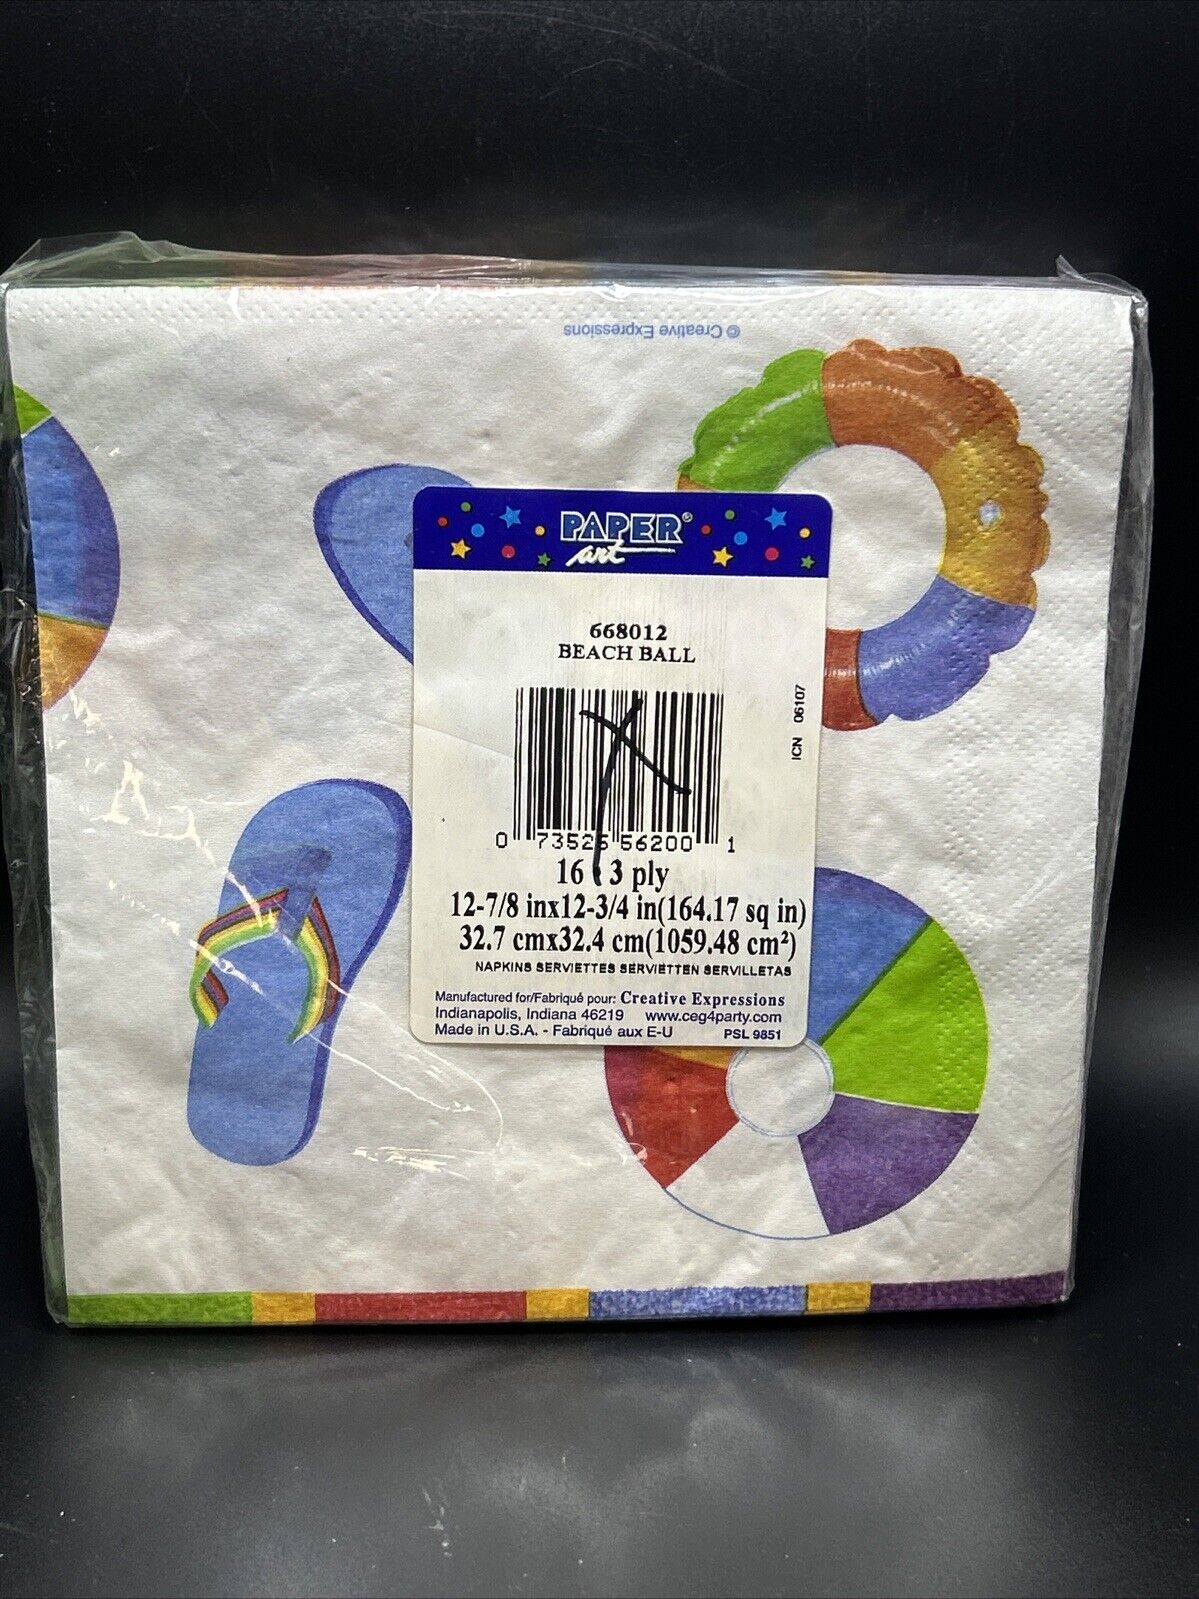 © Creative Expressions
PAPER®
art
668012
BEACH BALL
ICN 06107
0 73525 56200 1
16 3 ply
12-7/8 inx12-3/4 in(164.17 sq in)
32.7 cmx32.4 cm(1059.48 cm²)
NAPKINS SERVIETTES SERVIETTEN SERVILLETAS
Manufactured for/Fabriqué pour: Creative Expressions
Indianapolis, Indiana 46219 www.ceg4party.com
Made in U.S.A. - Fabriqué aux E-U PSL 9851